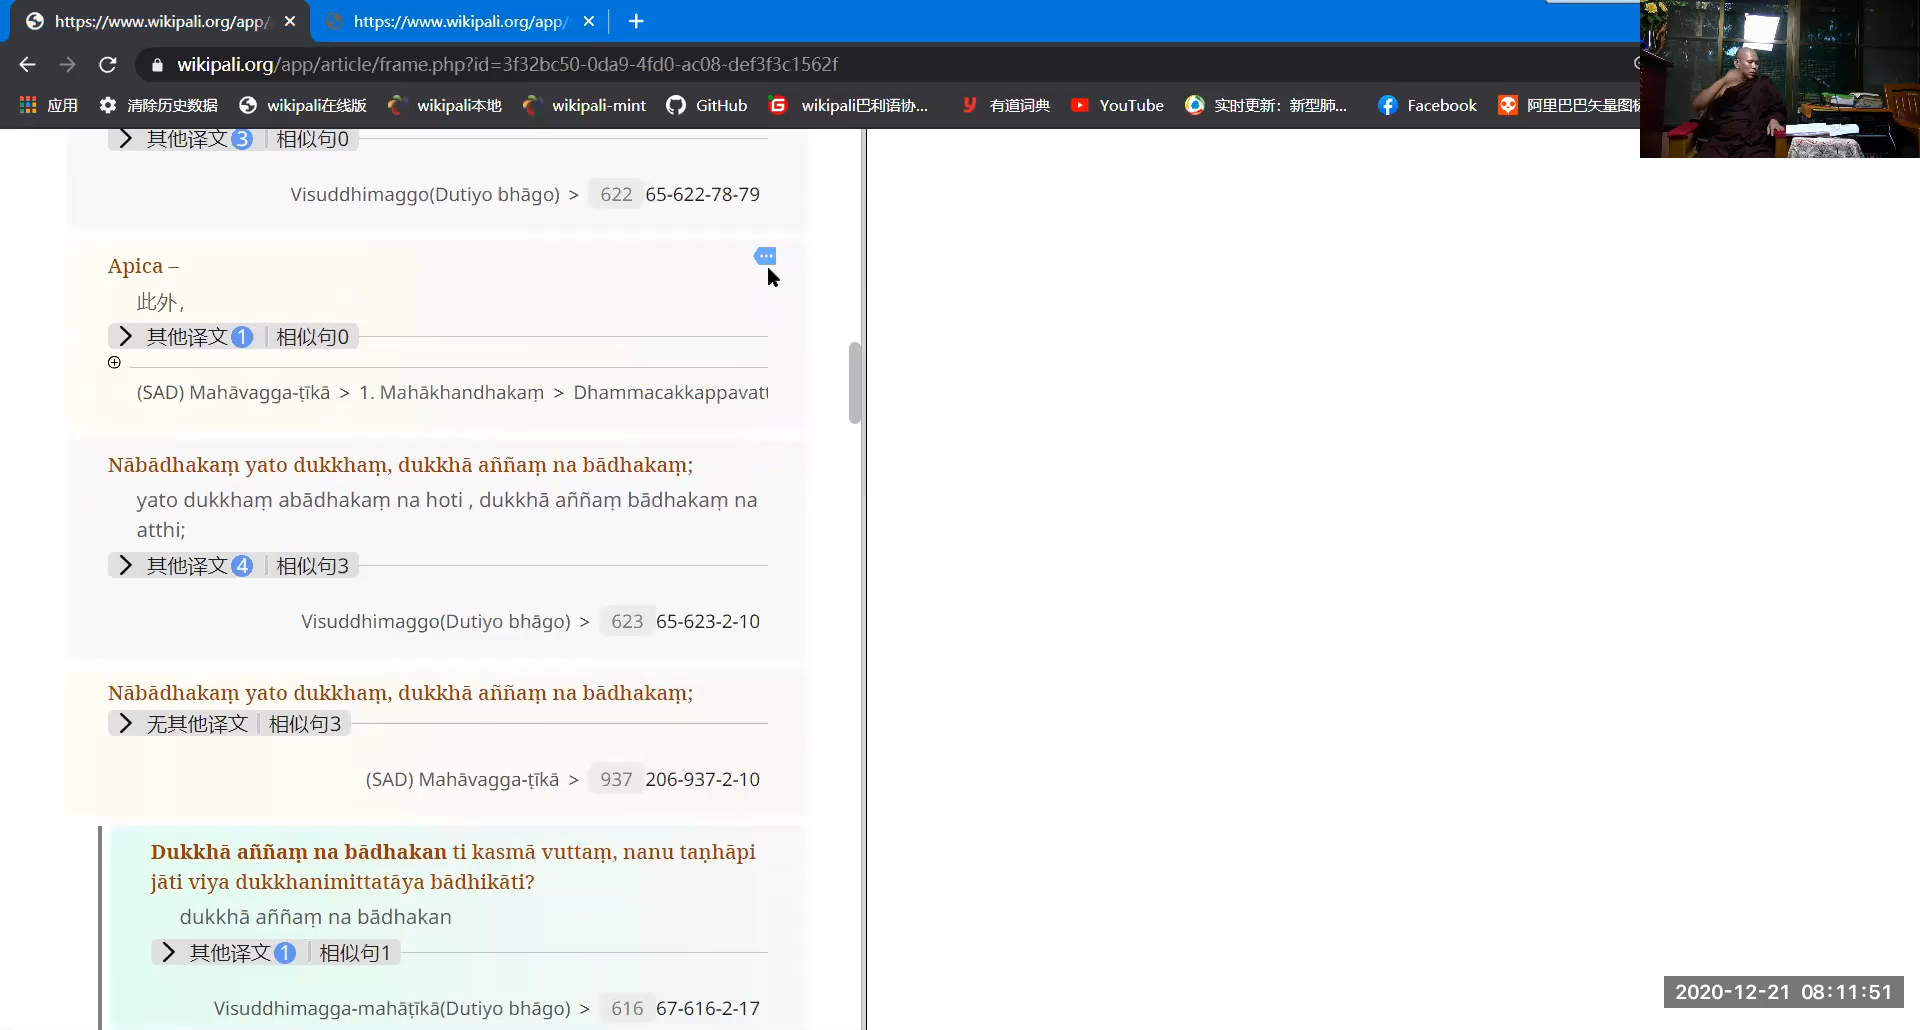 https://www.wikipali.org/app/
https://www.wikipali.org/app/
wikipali.org/app/article/frame.php?id=3f32bc50-0da9-4fd0-ac08-def3f3c1562f
应用 清除历史数据 wikipali在线版 wikipali本地 wikipali-mint GitHub wikipali巴利语协... 有道词典 YouTube 实时更新：新型肺... Facebook 阿里巴巴矢量图标
其他译文3 相似句0
Visuddhimaggo(Dutiyo bhāgo) > 622 65-622-78-79
Apica –
此外，
其他译文1 相似句0
(SAD) Mahāvagga-ṭīkā > 1. Mahākhandhakaṃ > Dhammacakkappavatt
Nābādhakaṃ yato dukkhaṃ, dukkhā aññaṃ na bādhakaṃ;
yato dukkhaṃ abādhakaṃ na hoti , dukkhā aññaṃ bādhakaṃ na
atthi;
其他译文4 相似句3
Visuddhimaggo(Dutiyo bhāgo) > 623 65-623-2-10
Nābādhakaṃ yato dukkhaṃ, dukkhā aññaṃ na bādhakaṃ;
无其他译文 相似句3
(SAD) Mahāvagga-ṭīkā > 937 206-937-2-10
Dukkhā aññaṃ na bādhakan ti kasmā vuttaṃ, nanu taṇhāpi
jāti viya dukkhanimittatāya bādhikāti?
dukkhā aññaṃ na bādhakan
其他译文1 相似句1
Visuddhimagga-mahāṭīkā(Dutiyo bhāgo) > 616 67-616-2-17
2020-12-21 08:11:51